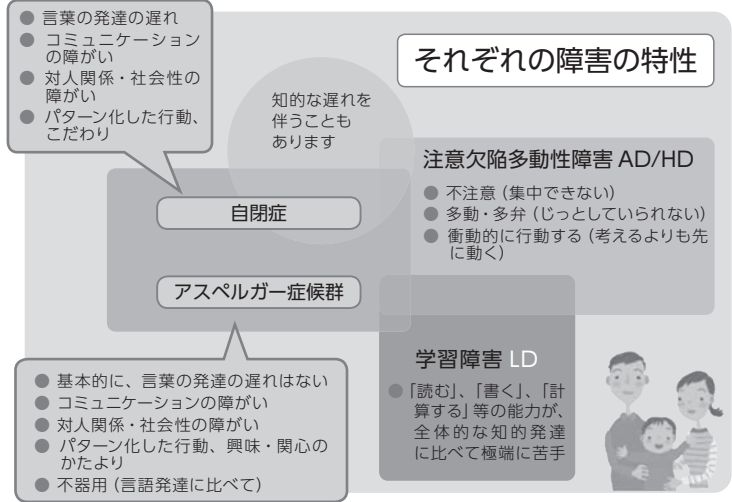 ● 言葉の発達の遅れ
● コミュニケーション
の障がい
● 対人関係・社会性の
障がい
● パターン化した行動、
こだわり
それぞれの障害の特性
知的な遅れを
伴うことも
あります
注意欠陥多動性障害 AD/HD
● 不注意（集中できない）
● 多動・多弁（じっとしていられない）
● 衝動的に行動する（考えるよりも先
に動く）
自閉症
アスペルガー症候群
学習障害 LD
● 「読む」、「書く」、「計
算する」等の能力が、
全体的な知的発達
に比べて極端に苦手
● 基本的に、言葉の発達の遅れはない
● コミュニケーションの障がい
● 対人関係・社会性の障がい
● パターン化した行動、興味・関心の
かたより
● 不器用（言語発達に比べて）